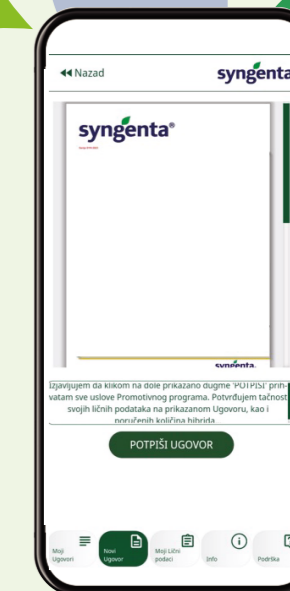 Nazad
syngenta
syngenta®
syngenta.
Izjavljujem da klikom na dole prikazano dugme 'POTPIŠI' prih-
vatam sve uslove Promotivnog programa. Potvrđujem tačnost
svojih ličnih podataka na prikazanom Ugovoru, kao i
poručenih količina hibrida
POTPIŠI UGOVOR
Moji
Ugovori
Novi
Ugovor
Moji Lični
podaci
Info
Podrška